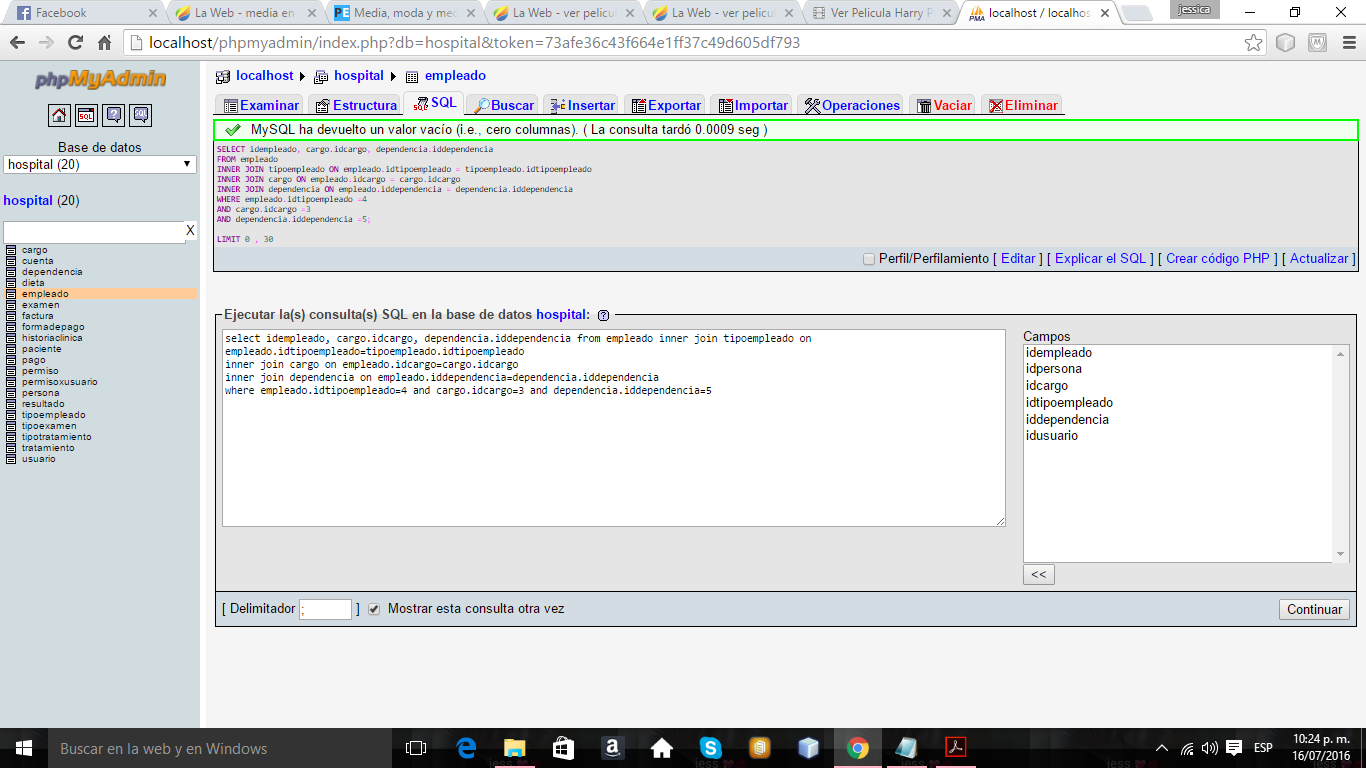 Facebook
La Web - media en
Media, moda y med
La Web - ver pelicul
La Web - ver pelicul
Ver Pelicula Harry P
localhost / localhos
jessica
localhost/phpmyadmin/index.php?db=hospital&token=73afe36c43f664e1ff37c49d605df793
phpMyAdmin
SQL
Base de datos
hospital (20)
hospital (20)
X
cargo
cuenta
dependencia
dieta
empleado
examen
factura
formadepago
historiaclinica
paciente
pago
permiso
permisoxusuario
persona
resultado
tipoempleado
tipoexamen
tipotratamiento
tratamiento
usuario
localhost hospital empleado
Examinar Estructura SQL Buscar Insertar Exportar Importar Operaciones Vaciar Eliminar
MySQL ha devuelto un valor vacío (i.e., cero columnas). ( La consulta tardó 0.0009 seg )
SELECT idempleado, cargo.idcargo, dependencia.iddependencia
FROM empleado
INNER JOIN tipoempleado ON empleado.idtipoempleado = tipoempleado.idtipoempleado
INNER JOIN cargo ON empleado.idcargo = cargo.idcargo
INNER JOIN dependencia ON empleado.iddependencia = dependencia.iddependencia
WHERE empleado.idtipoempleado =4
AND cargo.idcargo =3
AND dependencia.iddependencia =5;
LIMIT 0 , 30
Perfil/Perfilamiento [ Editar ] [ Explicar el SQL ] [ Crear código PHP ] [ Actualizar ]
Ejecutar la(s) consulta(s) SQL en la base de datos hospital:
select idempleado, cargo.idcargo, dependencia.iddependencia from empleado inner join tipoempleado on
empleado.idtipoempleado=tipoempleado.idtipoempleado
inner join cargo on empleado.idcargo=cargo.idcargo
inner join dependencia on empleado.iddependencia=dependencia.iddependencia
where empleado.idtipoempleado=4 and cargo.idcargo=3 and dependencia.iddependencia=5
Campos
idempleado
idpersona
idcargo
idtipoempleado
iddependencia
idusuario
<<
[ Delimitador ; ] Mostrar esta consulta otra vez
Continuar
Buscar en la web y en Windows
ESP
10:24 p. m.
16/07/2016